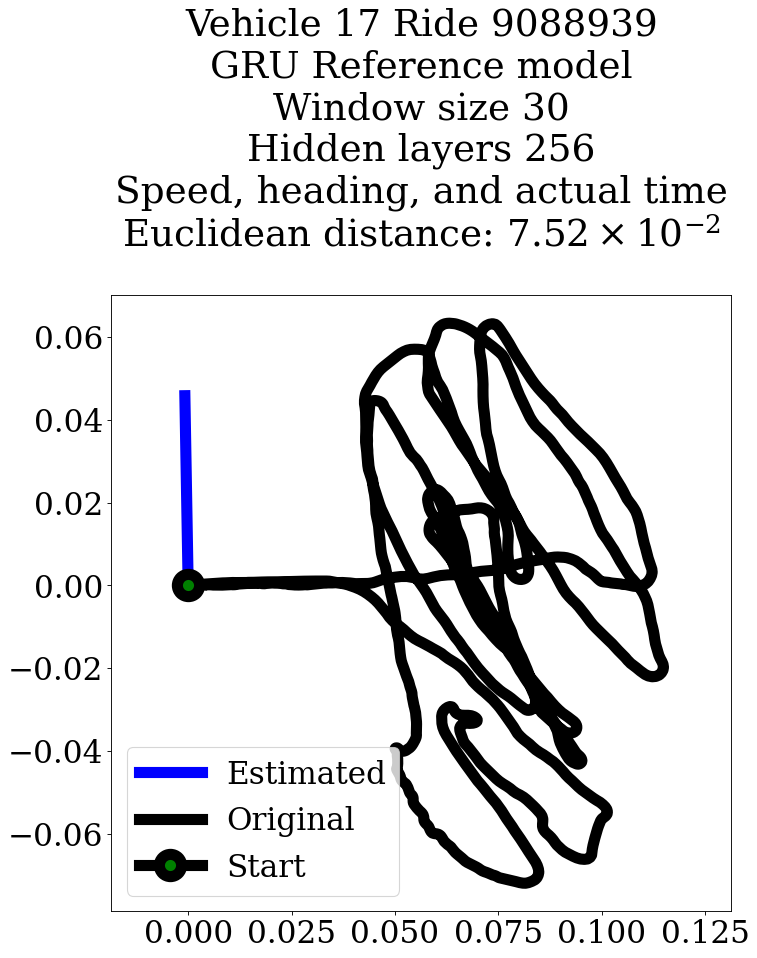 Vehicle 17 Ride 9088939
GRU Reference model
Window size 30
Hidden layers 256
Speed, heading, and actual time
Euclidean distance: 7.52 × 10⁻²
0.06
0.04
0.02
0.00
−0.02
−0.04
−0.06
Estimated
Original
Start
0.000 0.025 0.050 0.075 0.100 0.125